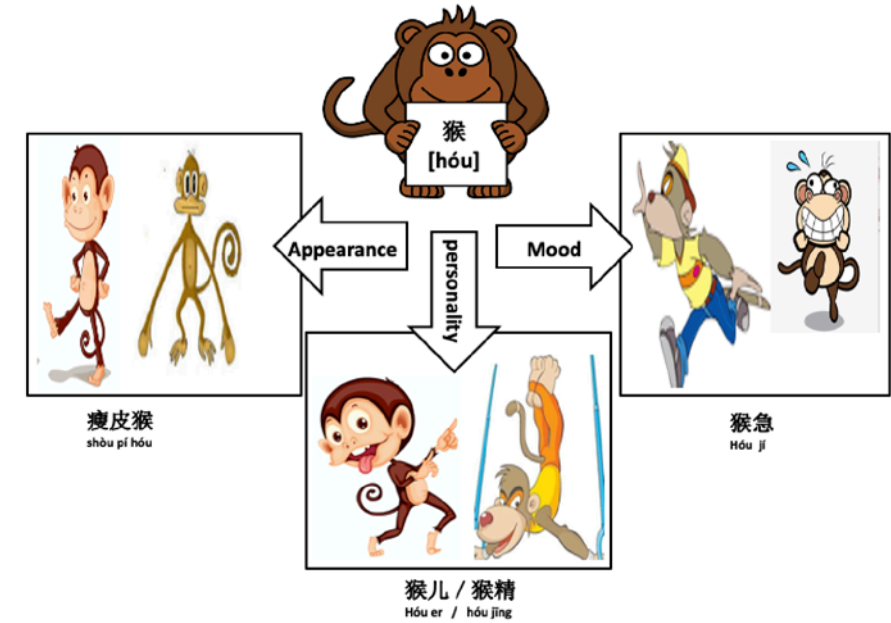 猴
[hóu]
Appearance
personality
Mood
瘦皮猴
shòu pí hóu
猴急
Hóu jí
猴儿 / 猴精
Hóu er / hóu jīng